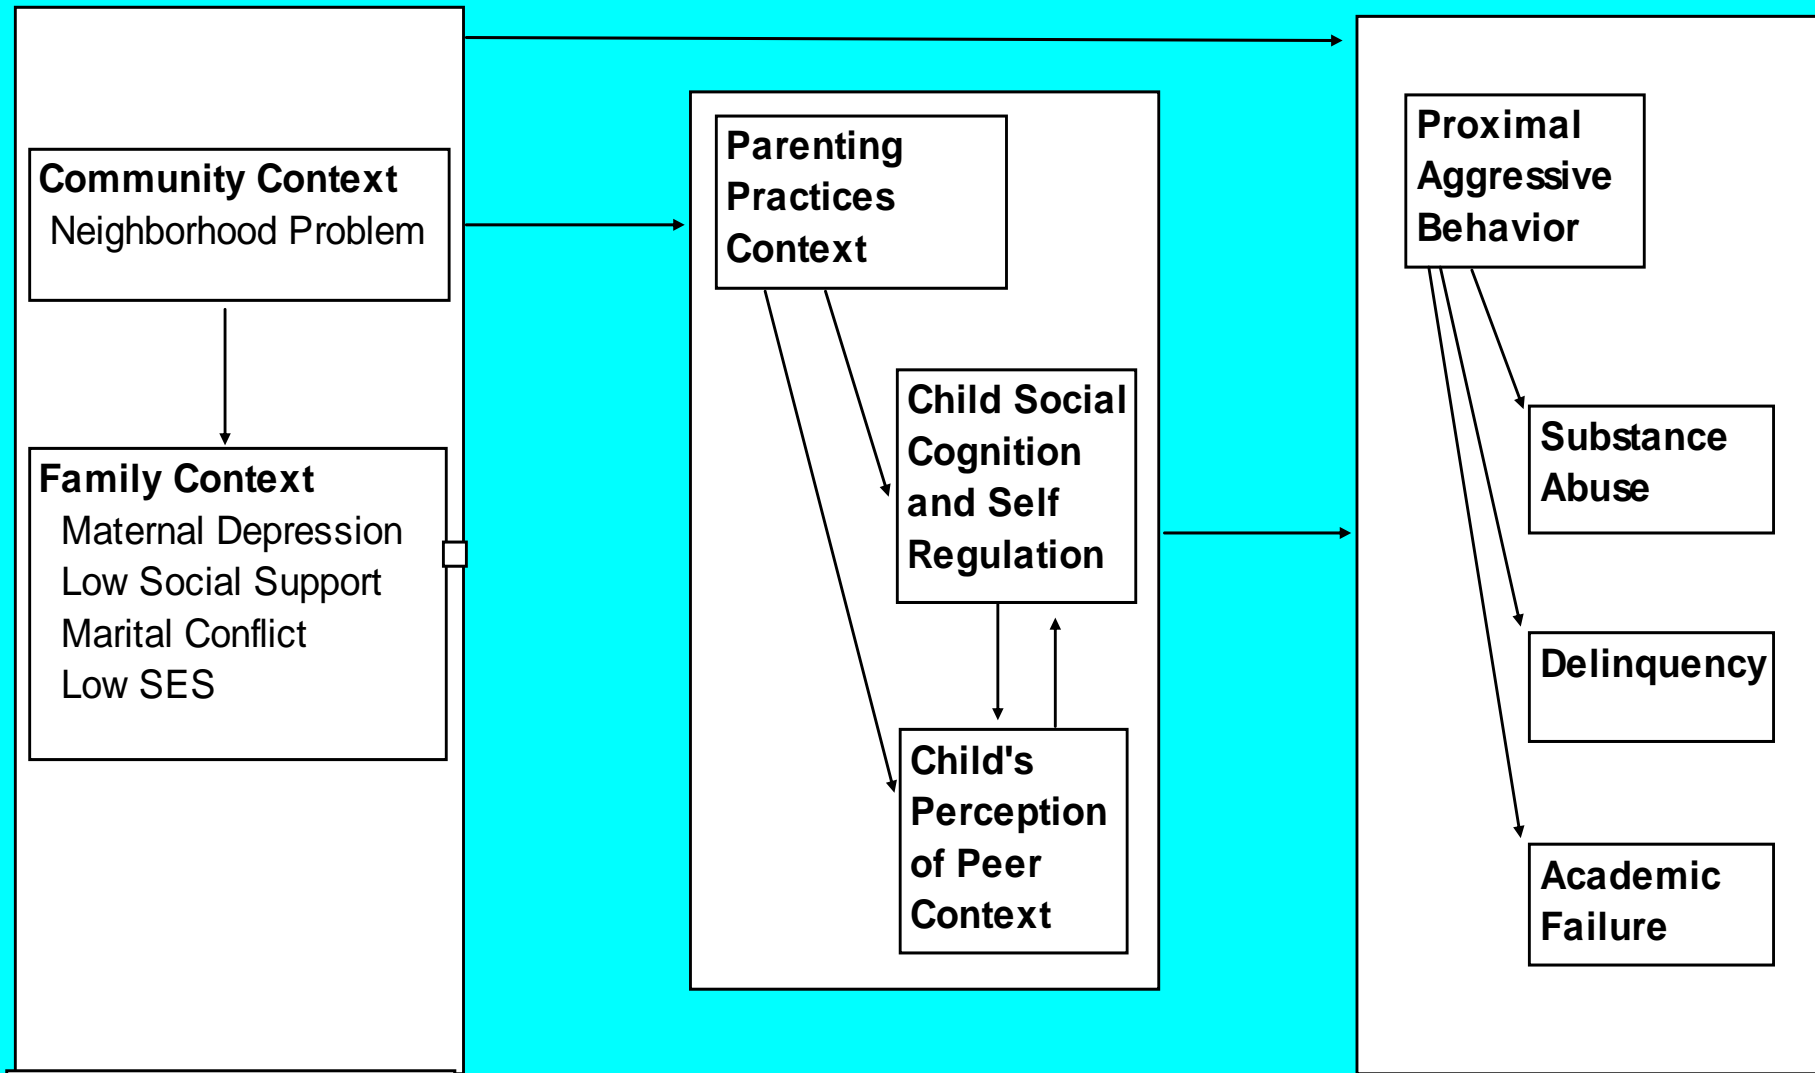 Community Context
Neighborhood Problem
Family Context
Maternal Depression
Low Social Support
Marital Conflict
Low SES
Parenting
Practices
Context
Child Social
Cognition
and Self
Regulation
Child's
Perception
of Peer
Context
Proximal
Aggressive
Behavior
Substance
Abuse
Delinquency
Academic
Failure